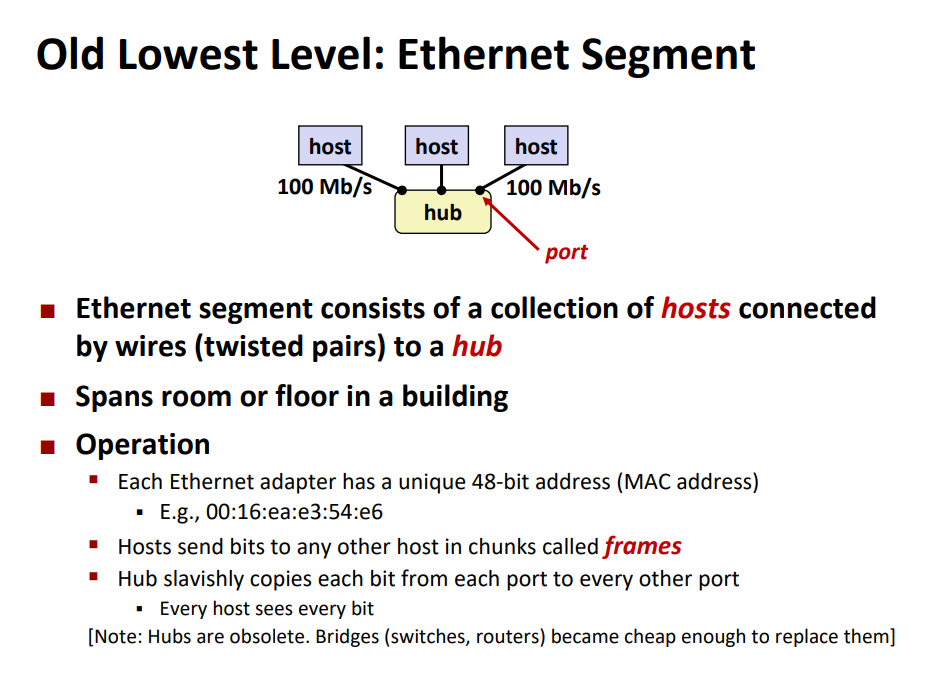 Old Lowest Level: Ethernet Segment
host host host
100 Mb/s 100 Mb/s
hub
port
Ethernet segment consists of a collection of hosts connected
by wires (twisted pairs) to a hub
Spans room or floor in a building
Operation
Each Ethernet adapter has a unique 48-bit address (MAC address)
E.g., 00:16:ea:e3:54:e6
Hosts send bits to any other host in chunks called frames
Hub slavishly copies each bit from each port to every other port
Every host sees every bit
[Note: Hubs are obsolete. Bridges (switches, routers) became cheap enough to replace them]